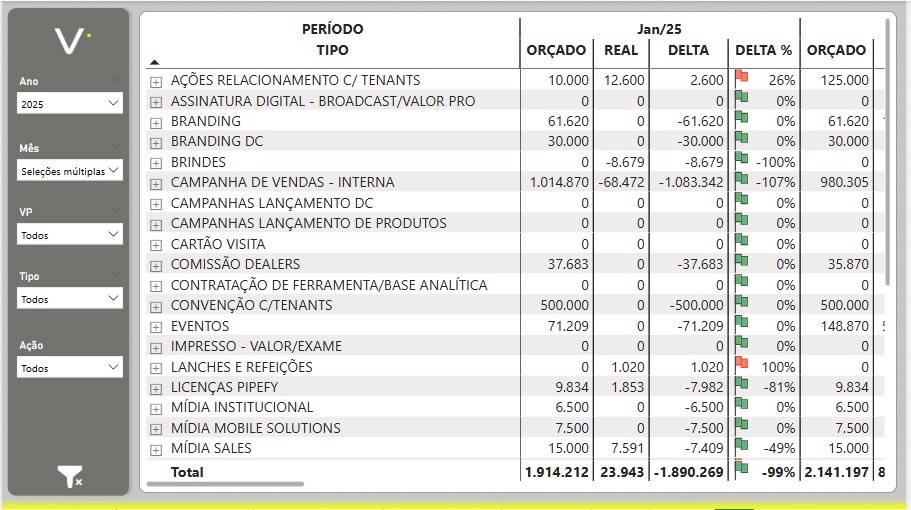 V
PERÍODO Jan/25
TIPO ORÇADO REAL DELTA DELTA % ORÇADO
Ano
2025
Mês
Seleções múltiplas
VP
Todos
Tipo
Todos
Ação
Todos
AÇÕES RELACIONAMENTO C/ TENANTS 10.000 12.600 2.600 26% 125.000
ASSINATURA DIGITAL - BROADCAST/VALOR PRO 0 0 0 0% 0
BRANDING 61.620 0 -61.620 0% 61.620
BRANDING DC 30.000 0 -30.000 0% 30.000
BRINDES 0 -8.679 -8.679 -100% 0
CAMPANHA DE VENDAS - INTERNA 1.014.870 -68.472 -1.083.342 -107% 980.305
CAMPANHAS LANÇAMENTO DC 0 0 0 0% 0
CAMPANHAS LANÇAMENTO DE PRODUTOS 0 0 0 0% 0
CARTÃO VISITA 0 0 0 0% 0
COMISSÃO DEALERS 37.683 0 -37.683 0% 35.870
CONTRATAÇÃO DE FERRAMENTA/BASE ANALÍTICA 0 0 0 0% 0
CONVENÇÃO C/TENANTS 500.000 0 -500.000 0% 500.000
EVENTOS 71.209 0 -71.209 0% 148.870
IMPRESSO - VALOR/EXAME 0 0 0 0% 0
LANCHES E REFEIÇÕES 0 1.020 1.020 100% 0
LICENÇAS PIPEFY 9.834 1.853 -7.982 -81% 9.834
MÍDIA INSTITUCIONAL 6.500 0 -6.500 0% 6.500
MÍDIA MOBILE SOLUTIONS 7.500 0 -7.500 0% 7.500
MÍDIA SALES 15.000 7.591 -7.409 -49% 15.000
Total 1.914.212 23.943 -1.890.269 -99% 2.141.197 8